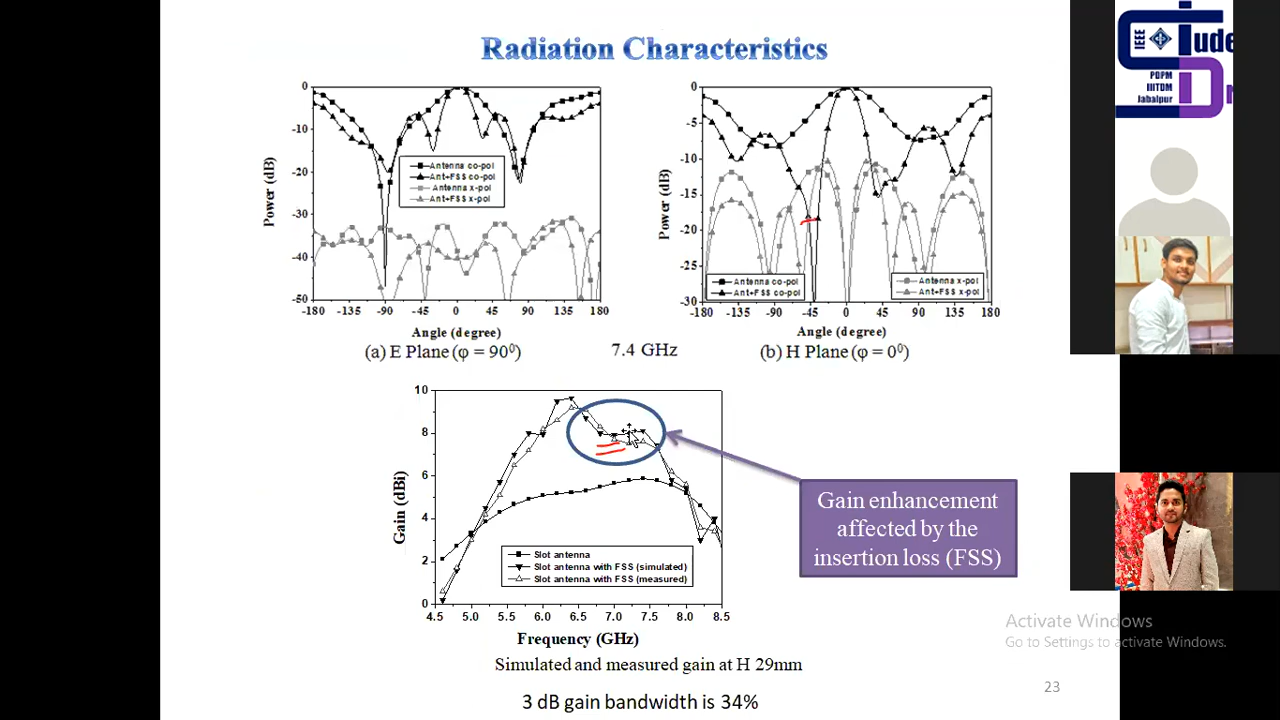 Radiation Characteristics
0
-10
-20
-30
-40
-50
Power (dB)
Antenna co-pol
Ant+FSS co-pol
Antenna x-pol
Ant+FSS x-pol
-180 -135 -90 -45 0 45 90 135 180
Angle (degree)
(a) E Plane (φ = 90⁰)
7.4 GHz
0
-5
-10
-15
-20
-25
-30
Power (dB)
Antenna co-pol
Ant+FSS co-pol
Antenna x-pol
Ant+FSS x-pol
-180 -135 -90 -45 0 45 90 135 180
Angle (degree)
(b) H Plane (φ = 0⁰)
10
8
6
4
2
0
Gain (dBi)
Slot antenna
Slot antenna with FSS (simulated)
Slot antenna with FSS (measured)
4.5 5.0 5.5 6.0 6.5 7.0 7.5 8.0 8.5
Frequency (GHz)
Gain enhancement
affected by the
insertion loss (FSS)
Simulated and measured gain at H 29mm
3 dB gain bandwidth is 34%
23
Activate Windows
Go to Settings to activate Windows.
IEEE
PDPM
IIITDM
Jabalpur